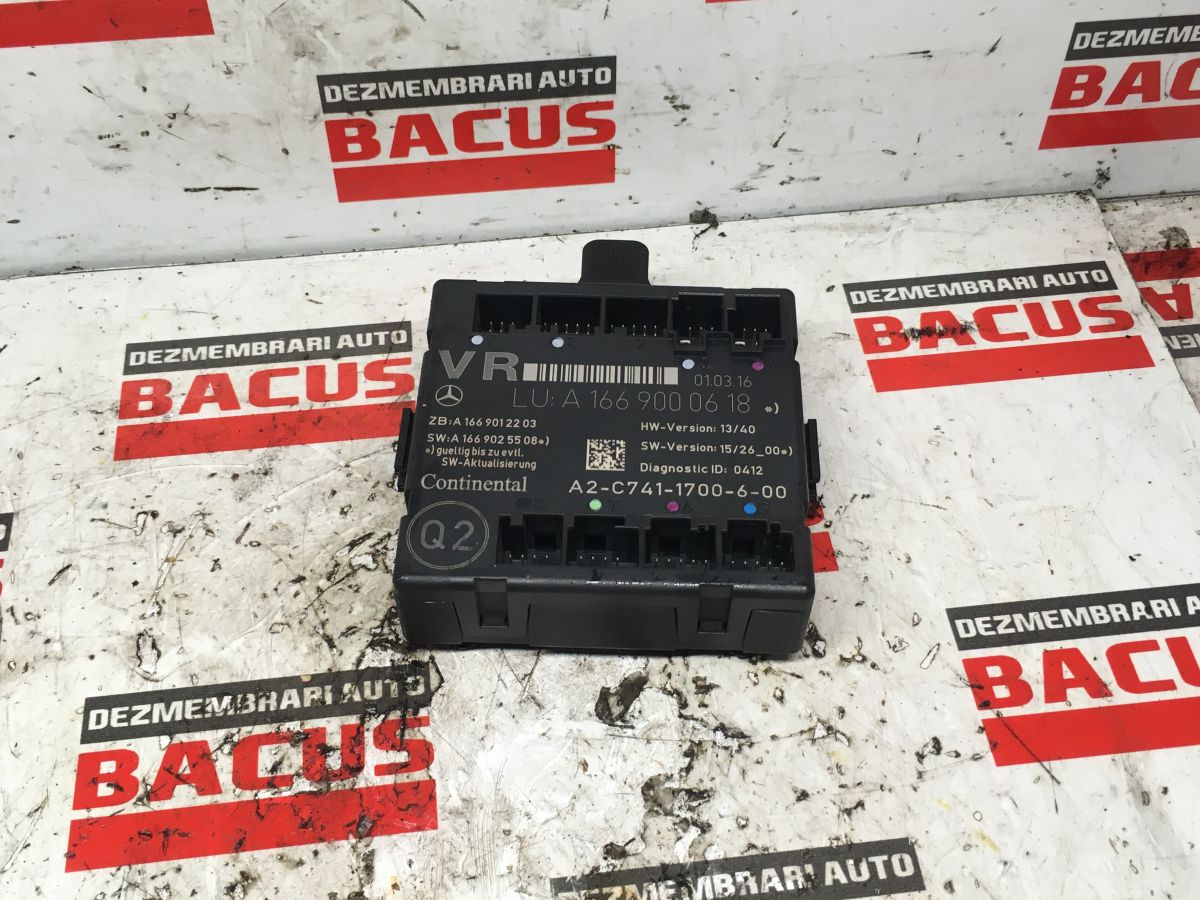 DEZMEMBRARI AUTO
BACUS
DEZMEMBRARI
BACUS
DEZMEMBRARI AUTO
BACUS
DEZMEMBRARI AUTO
BACUS
VR
01.03.16
LU: A 166 900 06 18 *)
ZB: A 166 901 22 03
SW: A 166 902 55 08 *)
*) gueltig bis zu evtl.
SW-Aktualisierung
HW-Version: 13/40
SW-Version: 15/26_00 *)
Diagnostic ID: 0412
Continental
A2-C741-1700-6-00
Q2
DEZMEMBRARI
BACUS
DEZMEMBRARI AUTO
BACUS
DEZMEMBRARI AUTO